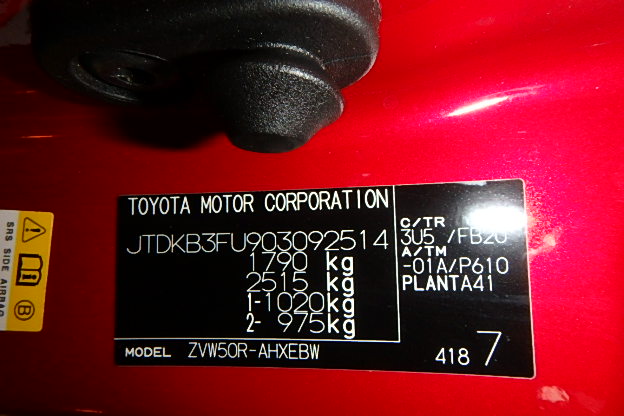 TOYOTA MOTOR CORPORATION
JTDKB3FU903092514
1790 kg
2515 kg
1-1020kg
2- 975kg
MODEL ZVW50R-AHXEBW
C/TR
3U5 /FB20
A/TM
-01A/P610
PLANTA41
418 7
SRS SIDE AIRBAG
B